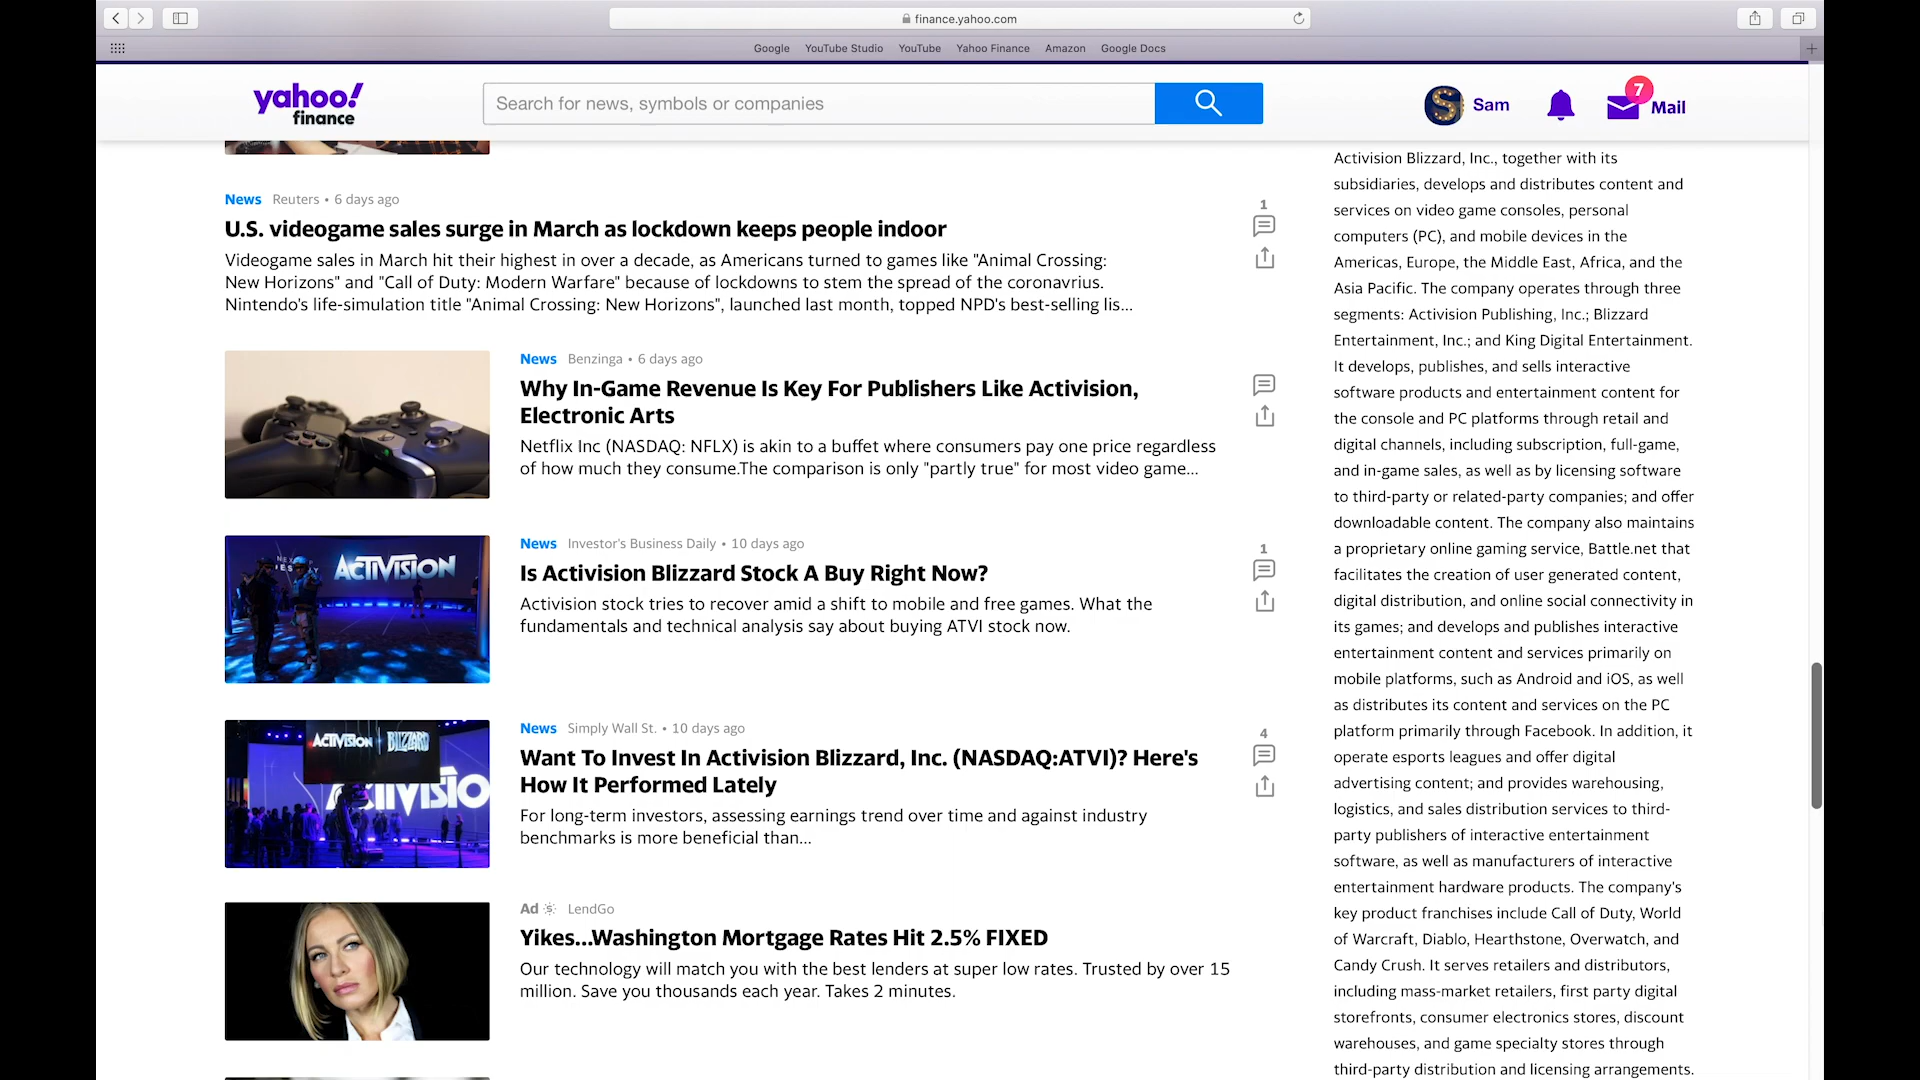 finance.yahoo.com
Google YouTube Studio YouTube Yahoo Finance Amazon Google Docs
yahoo!
finance
Search for news, symbols or companies
S
Sam
7
Mail
News Reuters • 6 days ago
U.S. videogame sales surge in March as lockdown keeps people indoor
Videogame sales in March hit their highest in over a decade, as Americans turned to games like "Animal Crossing:
New Horizons" and "Call of Duty: Modern Warfare" because of lockdowns to stem the spread of the coronavrius.
Nintendo's life-simulation title "Animal Crossing: New Horizons", launched last month, topped NPD's best-selling lis...
1
News Benzinga • 6 days ago
Why In-Game Revenue Is Key For Publishers Like Activision,
Electronic Arts
Netflix Inc (NASDAQ: NFLX) is akin to a buffet where consumers pay one price regardless
of how much they consume.The comparison is only "partly true" for most video game...
ACTIVISION
News Investor's Business Daily • 10 days ago
Is Activision Blizzard Stock A Buy Right Now?
Activision stock tries to recover amid a shift to mobile and free games. What the
fundamentals and technical analysis say about buying ATVI stock now.
1
ACTIVISION BLIZZARD
News Simply Wall St. • 10 days ago
Want To Invest In Activision Blizzard, Inc. (NASDAQ:ATVI)? Here's
How It Performed Lately
For long-term investors, assessing earnings trend over time and against industry
benchmarks is more beneficial than...
4
Ad LendGo
Yikes...Washington Mortgage Rates Hit 2.5% FIXED
Our technology will match you with the best lenders at super low rates. Trusted by over 15
million. Save you thousands each year. Takes 2 minutes.
Activision Blizzard, Inc., together with its
subsidiaries, develops and distributes content and
services on video game consoles, personal
computers (PC), and mobile devices in the
Americas, Europe, the Middle East, Africa, and the
Asia Pacific. The company operates through three
segments: Activision Publishing, Inc.; Blizzard
Entertainment, Inc.; and King Digital Entertainment.
It develops, publishes, and sells interactive
software products and entertainment content for
the console and PC platforms through retail and
digital channels, including subscription, full-game,
and in-game sales, as well as by licensing software
to third-party or related-party companies; and offer
downloadable content. The company also maintains
a proprietary online gaming service, Battle.net that
facilitates the creation of user generated content,
digital distribution, and online social connectivity in
its games; and develops and publishes interactive
entertainment content and services primarily on
mobile platforms, such as Android and iOS, as well
as distributes its content and services on the PC
platform primarily through Facebook. In addition, it
operate esports leagues and offer digital
advertising content; and provides warehousing,
logistics, and sales distribution services to third-
party publishers of interactive entertainment
software, as well as manufacturers of interactive
entertainment hardware products. The company's
key product franchises include Call of Duty, World
of Warcraft, Diablo, Hearthstone, Overwatch, and
Candy Crush. It serves retailers and distributors,
including mass-market retailers, first party digital
storefronts, consumer electronics stores, discount
warehouses, and game specialty stores through
third-party distribution and licensing arrangements.